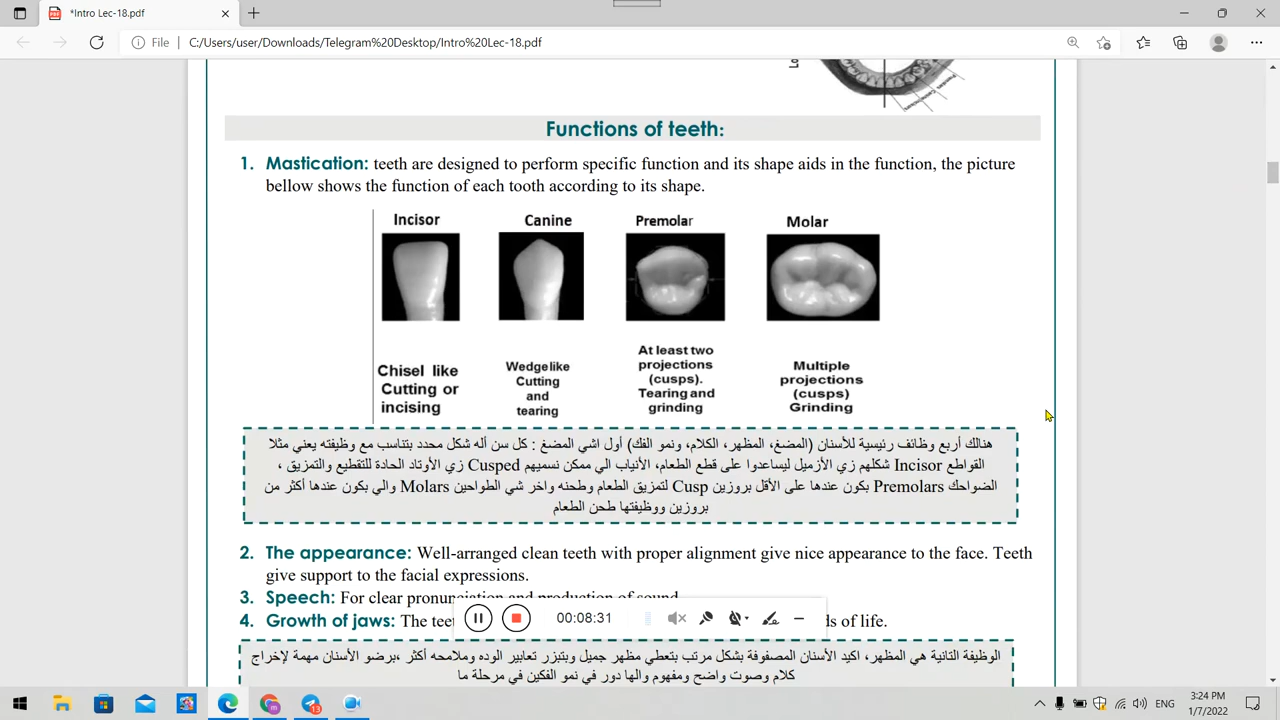 *Intro Lec-18.pdf
File
C:/Users/user/Downloads/Telegram%20Desktop/Intro%20Lec-18.pdf
Functions of teeth:
1. Mastication: teeth are designed to perform specific function and its shape aids in the function, the picture
bellow shows the function of each tooth according to its shape.
Incisor Canine Premolar Molar
Chisel like
Cutting or
incising
Wedge like
Cutting
and
tearing
At least two
projections
(cusps).
Tearing and
grinding
Multiple
projections
(cusps)
Grinding
هنالك أربع وظائف رئيسية للأسنان (المضغ، المظهر، الكلام، ونمو الفك) أول اشي المضغ : كل سن أله شكل محدد بتناسب مع وظيفته يعني مثلا
القواطع Incisor شكلهم زي الأزميل ليساعدوا على قطع الطعام، الأنياب الي ممكن نسميهم Cusped زي الأوتاد الحادة للتقطيع والتمزيق ،
الضواحك Premolars بكون عندها على الأقل بروزين Cusp لتمزيق الطعام وطحنه واخر شي الطواحين Molars والي بكون عندها أكثر من
بروزين ووظيفتها طحن الطعام
2. The appearance: Well-arranged clean teeth with proper alignment give nice appearance to the face. Teeth
give support to the facial expressions.
3. Speech: For clear pronunciation and production of sound.
4. Growth of jaws: The tee
ds of life.
00:08:31
الوظيفة الثانية هي المظهر، اكيد الأسنان المصفوفة بشكل مرتب بتعطي مظهر جميل وبتبرز تعابير الوده وملامحه أكثر ،برضو الأسنان مهمة لإخراج
كلام وصوت واضح ومفهوم والها دور في نمو الفكين في مرحلة ما
13
ENG
3:24 PM
1/7/2022